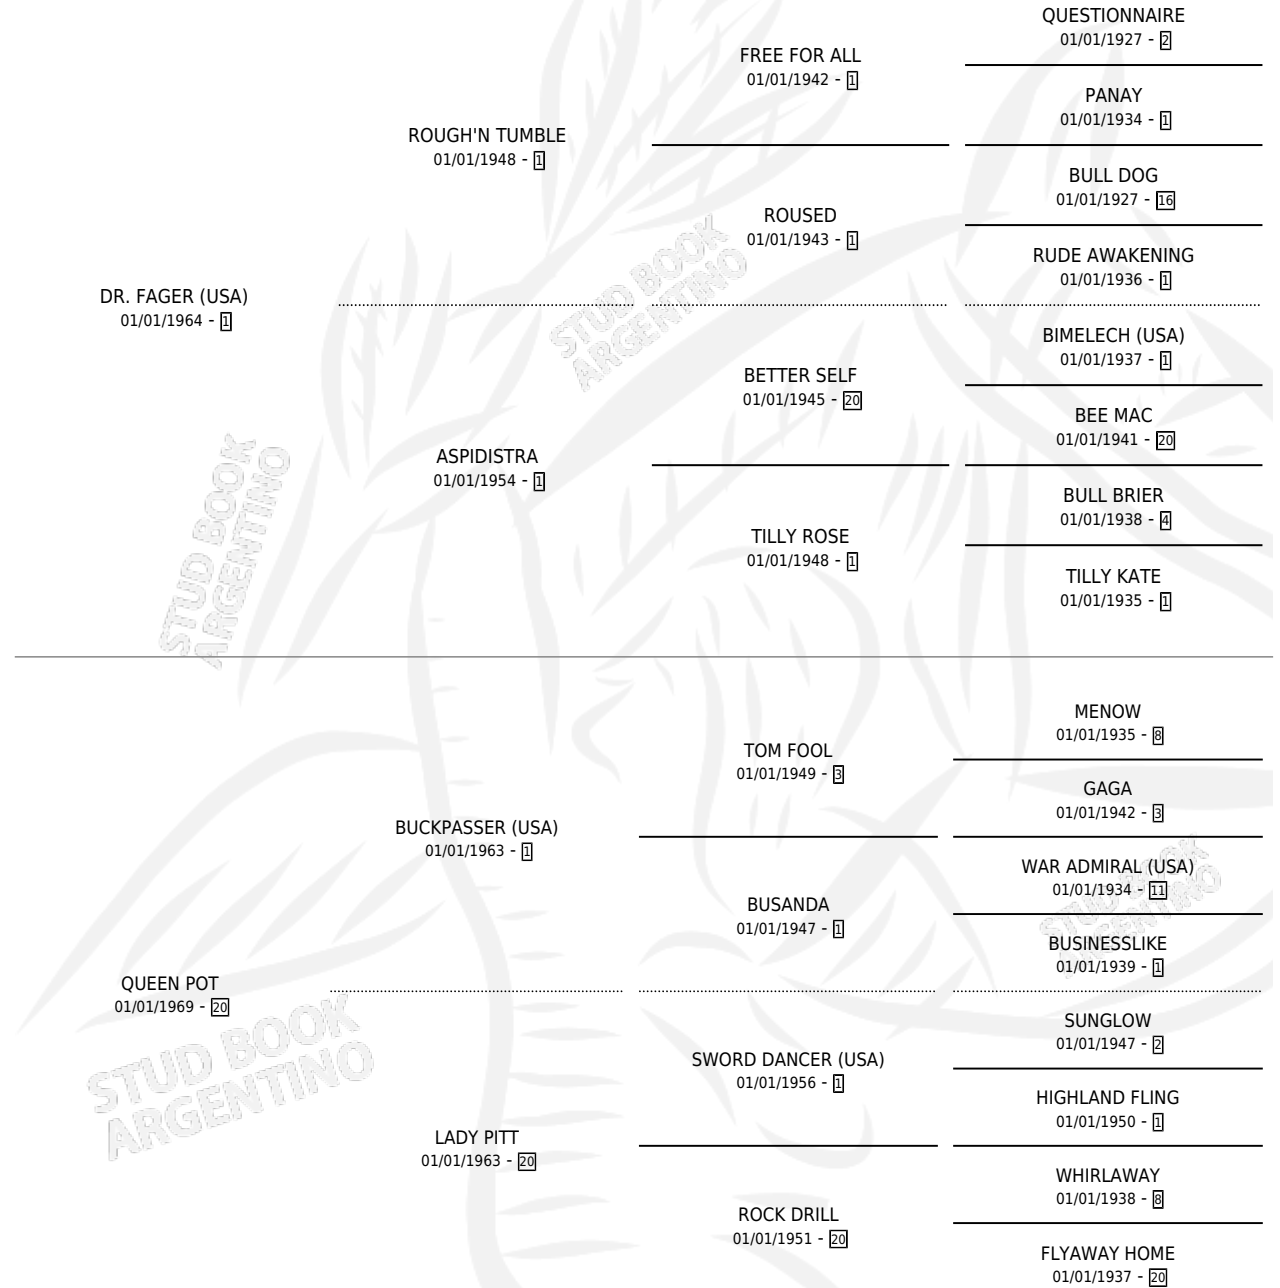 QUESTIONNAIRE
01/01/1927 - 2
FREE FOR ALL
01/01/1942 - 1
PANAY
01/01/1934 - 1
ROUGH'N TUMBLE
01/01/1948 - 1
BULL DOG
01/01/1927 - 16
ROUSED
01/01/1943 - 1
RUDE AWAKENING
01/01/1936 - 1
DR. FAGER (USA)
01/01/1964 - 1
STUD BOOK
ARGENTINO
BIMELECH (USA)
01/01/1937 - 1
BETTER SELF
01/01/1945 - 20
BEE MAC
01/01/1941 - 20
ASPIDISTRA
01/01/1954 - 1
BULL BRIER
01/01/1938 - 4
TILLY ROSE
01/01/1948 - 1
TILLY KATE
01/01/1935 - 1
STUD BOOK
ARGENTINO
MENOW
01/01/1935 - 8
TOM FOOL
01/01/1949 - 3
GAGA
01/01/1942 - 3
BUCKPASSER (USA)
01/01/1963 - 1
WAR ADMIRAL (USA)
01/01/1934 - 11
BUSANDA
01/01/1947 - 1
STUD BOOK
ARGENTINO
BUSINESSLIKE
01/01/1939 - 1
QUEEN POT
01/01/1969 - 20
SUNGLOW
01/01/1947 - 2
SWORD DANCER (USA)
01/01/1956 - 1
STUD BOOK
ARGENTINO
HIGHLAND FLING
01/01/1950 - 1
LADY PITT
01/01/1963 - 20
WHIRLAWAY
01/01/1938 - 8
ROCK DRILL
01/01/1951 - 20
FLYAWAY HOME
01/01/1937 - 20